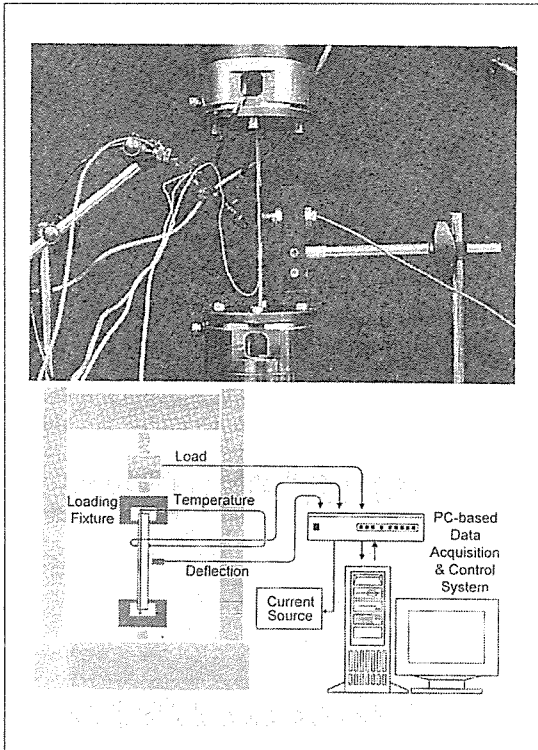 Load
Loading
Fixture
Temperature
Deflection
Current
Source
PC-based
Data
Acquisition
& Control
System